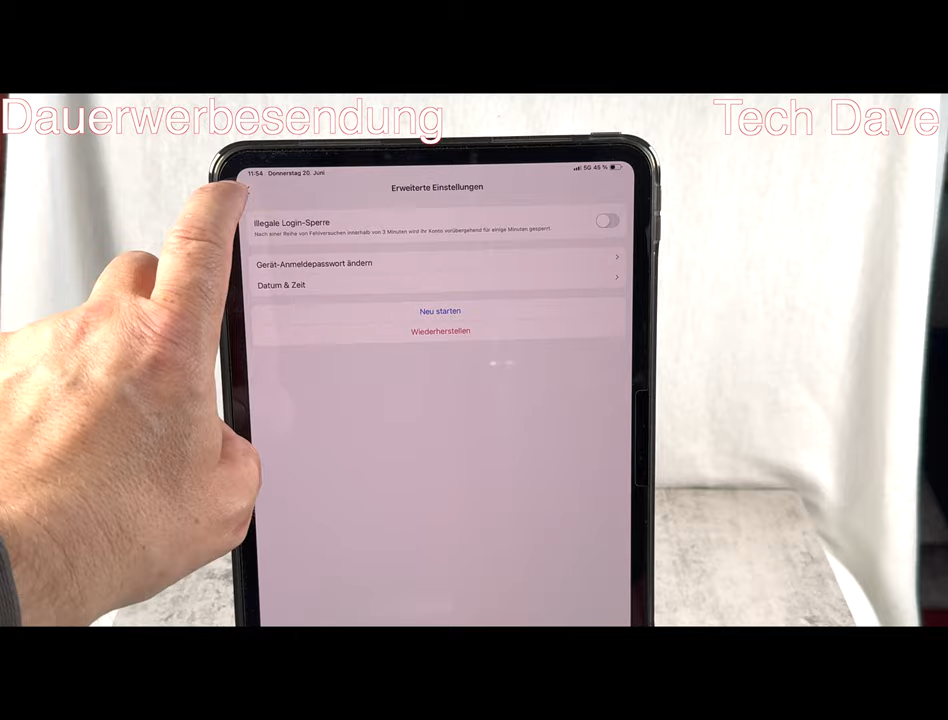 Dauerwerbesendung
Tech Dave
11:54 Donnerstag 20. Juni
5G 45 %
Erweiterte Einstellungen
Illegale Login-Sperre
Nach einer Reihe von Fehlversuchen innerhalb von 3 Minuten wird Ihr Konto vorübergehend für einige Minuten gesperrt.
Gerät-Anmeldepasswort ändern
Datum & Zeit
Neu starten
Wiederherstellen